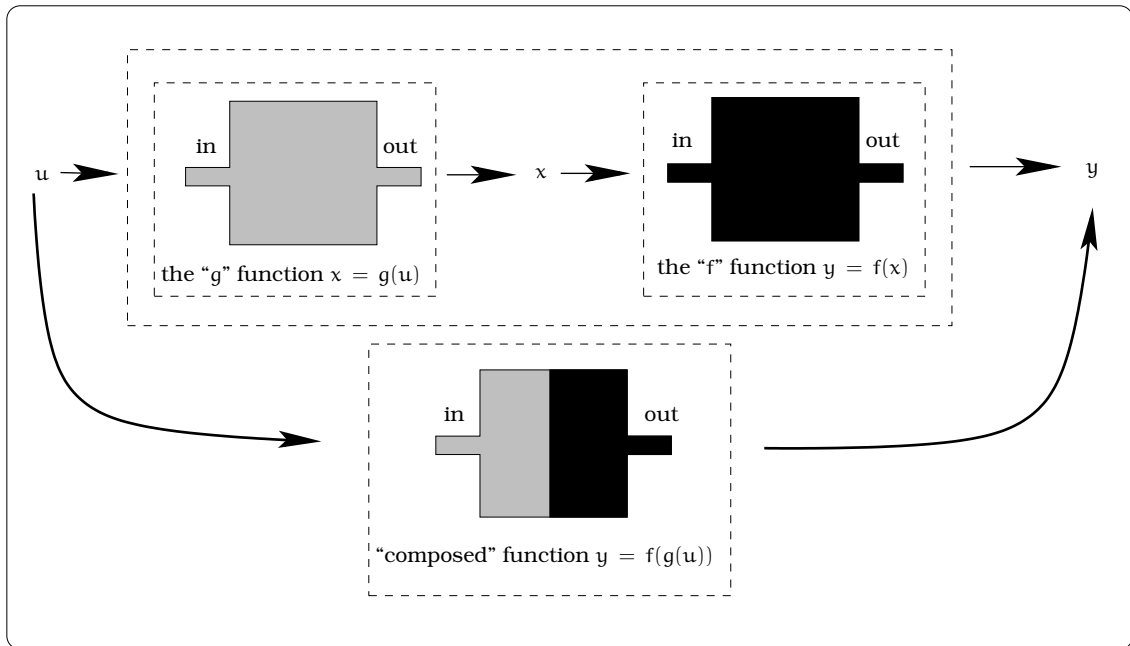 in
out
in
out
u
x
y
the “g” function x = g(u)
the “f” function y = f(x)
in
out
“composed” function y = f(g(u))